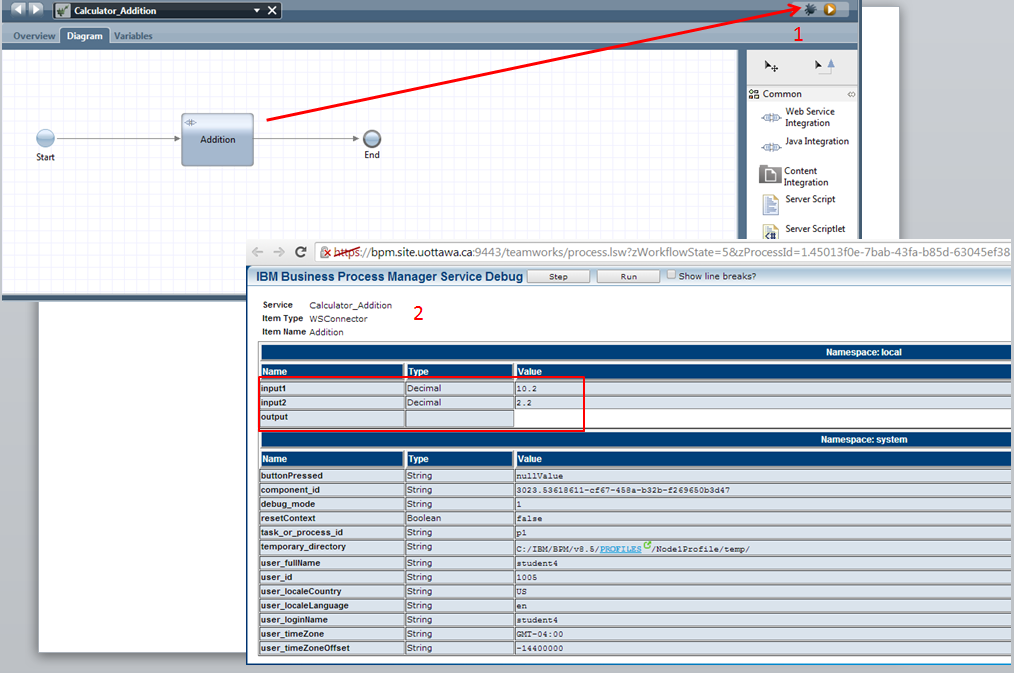 Calculator_Addition
1
Overview Diagram Variables
Common
Web Service
Integration
Java Integration
Content
Integration
Server Script
Server Scriptlet
Addition
Start
End
https://bpm.site.uottawa.ca:9443/teamworks/process.lsw?zWorkflowState=5&zProcessId=1.45013f0e-7bab-43fa-b85d-63045ef38
IBM Business Process Manager Service Debug Step Run Show line breaks?
Service Calculator_Addition
2
Item Type WSConnector
Item Name Addition
Namespace: local
Name Type Value
input1 Decimal 10.2
input2 Decimal 2.2
output
Namespace: system
Name Type Value
buttonPressed String nullValue
component_id String 3023.53618611-cf67-458a-b32b-f269650b3d47
debug_mode String 1
resetContext Boolean false
task_or_process_id String p1
temporary_directory String C:/IBM/BPM/v8.5/PROFILES/Node1Profile/temp/
user_fullName String student4
user_id String 1005
user_localeCountry String US
user_localeLanguage String en
user_loginName String student4
user_timeZone String GMT-04:00
user_timeZoneOffset String -14400000